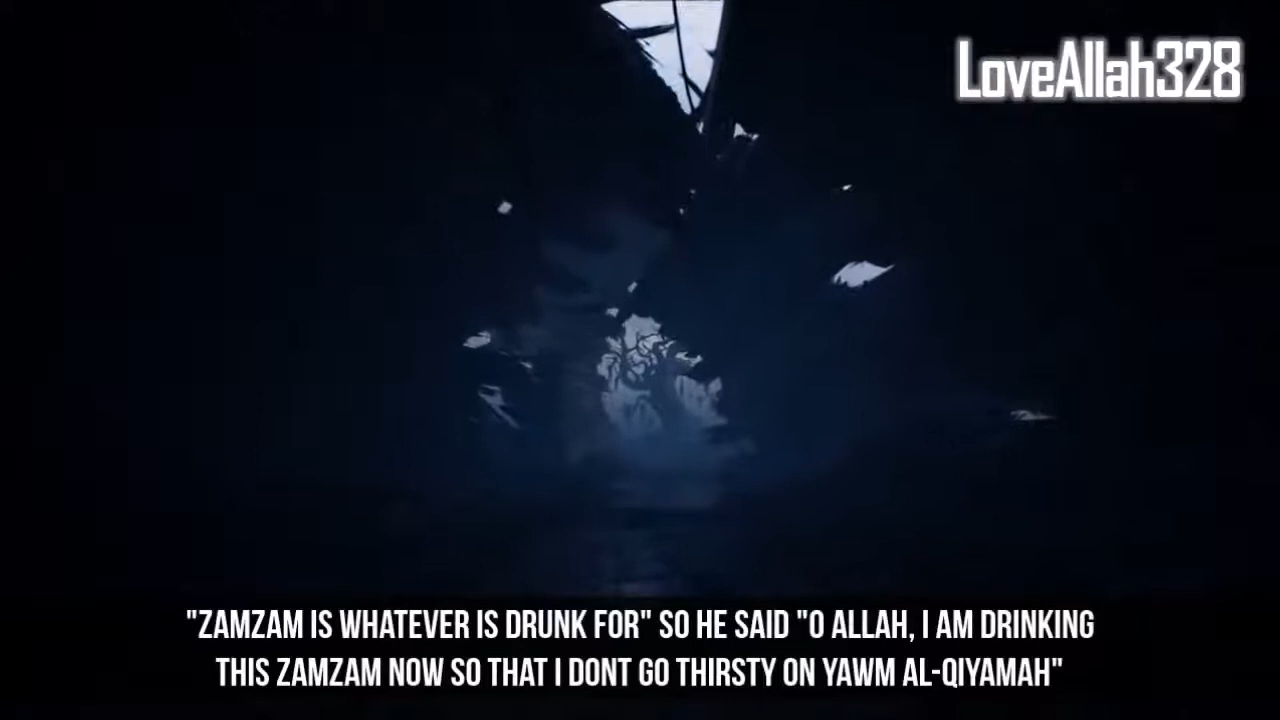 LoveAllah328
"ZAMZAM IS WHATEVER IS DRUNK FOR" SO HE SAID "O ALLAH, I AM DRINKING
THIS ZAMZAM NOW SO THAT I DONT GO THIRSTY ON YAWM AL-QIYAMAH"